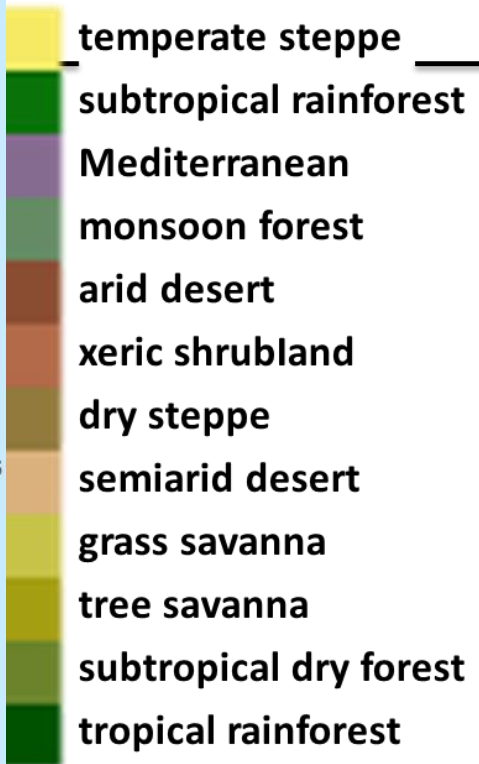 temperate steppe
subtropical rainforest
Mediterranean
monsoon forest
arid desert
xeric shrubland
dry steppe
semiarid desert
grass savanna
tree savanna
subtropical dry forest
tropical rainforest